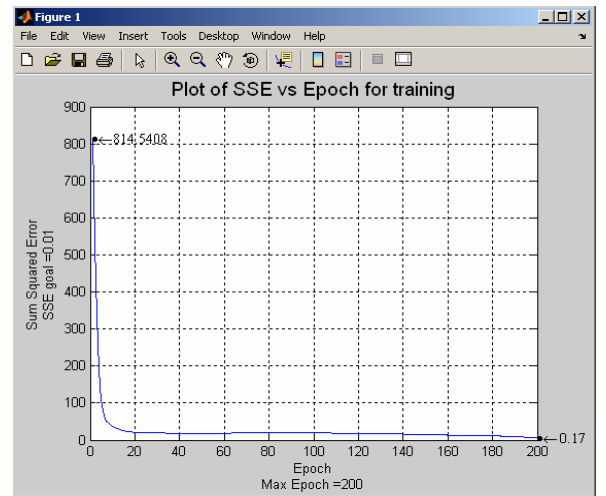 Figure 1
File Edit View Insert Tools Desktop Window Help
Plot of SSE vs Epoch for training
900
800
700
600
500
400
300
200
100
0
←814.5408
←0.17
Sum Squared Error
SSE goal =0.01
0 20 40 60 80 100 120 140 160 180 200
Epoch
Max Epoch =200